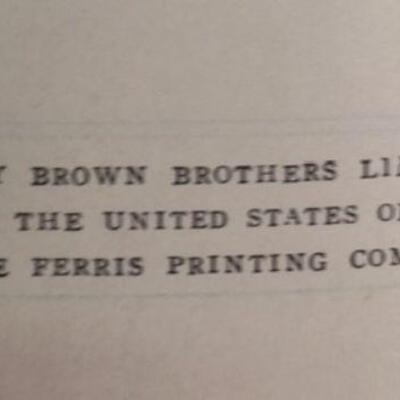 BROWN BROTHERS
THE UNITED STATES
FERRIS PRINTING